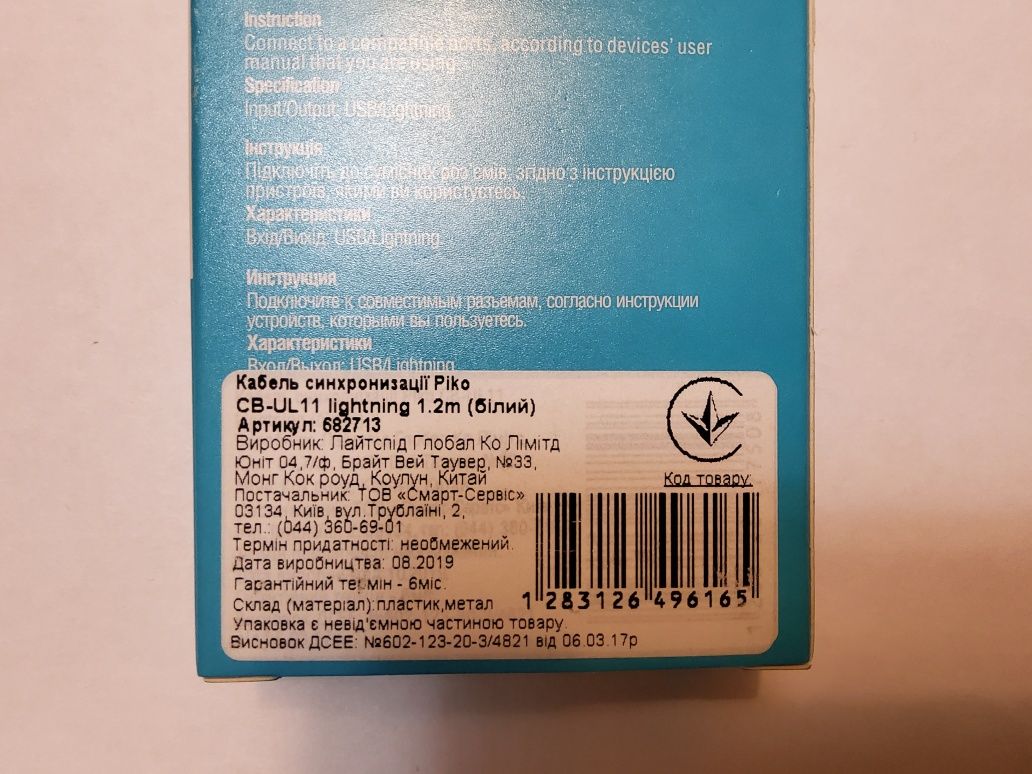 Instruction
Connect to a compatible ports, according to devices' user
manual that you are using.
Specification
Input/Output: USB/Lightning.
Інструкція
Підключіть до сумісних роз'ємів, згідно з інструкцією
пристроїв, якими ви користуєтесь.
Характеристики
Вхід/Вихід: USB/Lightning.
Инструкция
Подключите к совместимым разъемам, согласно инструкции
устройств, которыми вы пользуетесь.
Характеристики
Вход/Выход: USB/Lightning.
Кабель синхронизації Piko
CB-UL11 lightning 1.2m (білий)
Артикул: 682713
Виробник: Лайтспід Глобал Ко Лімітд
Юніт 04,7/ф, Брайт Вей Таувер, №33,
Монг Кок роуд, Коулун, Китай
Постачальник: ТОВ «Смарт-Сервіс»
03134, Київ, вул.Трублаїні, 2,
тел.: (044) 360-69-01
Термін придатності: необмежений.
Дата виробництва: 08.2019
Гарантійний термін - 6міс.
Склад (матеріал):пластик,метал
Упаковка є невід'ємною частиною товару.
Висновок ДСЕЕ: №602-123-20-3/4821 від 06.03.17р
Код товару:
1 283126 496165